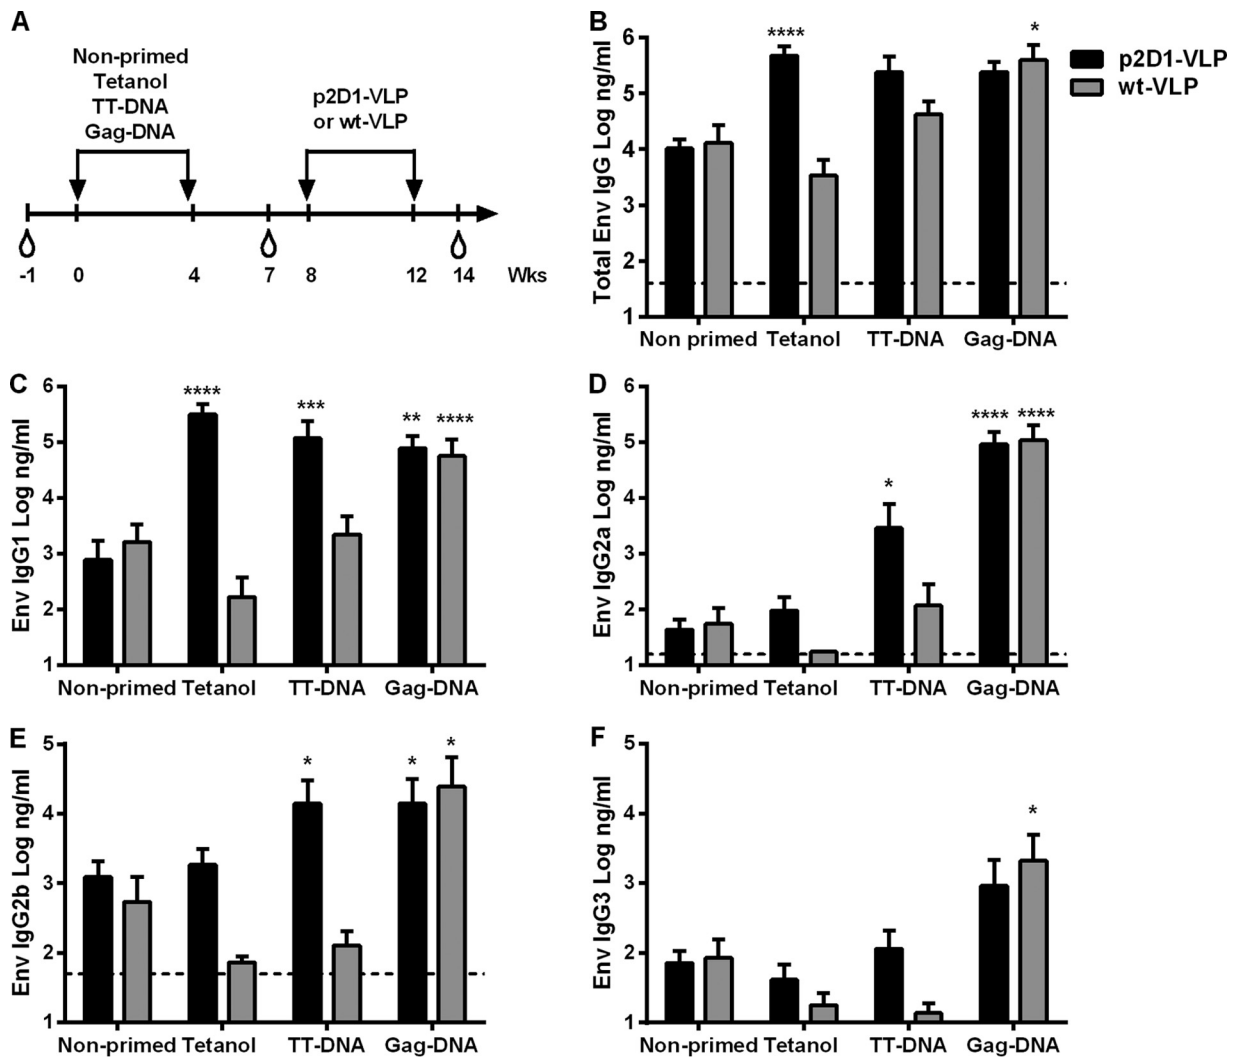 A
Non-primed
Tetanol
TT-DNA
Gag-DNA
p2D1-VLP
or wt-VLP
-1 0 4 7 8 12 14 Wks
B
Total Env IgG Log ng/ml
6
5
4
3
2
1
****
*
Non primed Tetanol TT-DNA Gag-DNA
p2D1-VLP
wt-VLP
C
Env IgG1 Log ng/ml
6
5
4
3
2
1
**** *** ** ****
Non-primed Tetanol TT-DNA Gag-DNA
D
Env IgG2a Log ng/ml
6
5
4
3
2
1
* **** ****
Non-primed Tetanol TT-DNA Gag-DNA
E
Env IgG2b Log ng/ml
5
4
3
2
1
* * *
Non-primed Tetanol TT-DNA Gag-DNA
F
Env IgG3 Log ng/ml
5
4
3
2
1
*
Non-primed Tetanol TT-DNA Gag-DNA